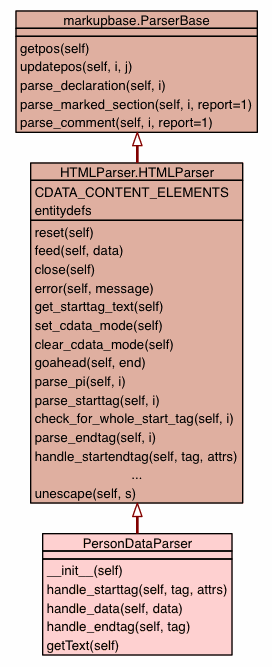 markupbase.ParserBase
getpos(self)
updatepos(self, i, j)
parse_declaration(self, i)
parse_marked_section(self, i, report=1)
parse_comment(self, i, report=1)
HTMLParser.HTMLParser
CDATA_CONTENT_ELEMENTS
entitydefs
reset(self)
feed(self, data)
close(self)
error(self, message)
get_starttag_text(self)
set_cdata_mode(self)
clear_cdata_mode(self)
goahead(self, end)
parse_pi(self, i)
parse_starttag(self, i)
check_for_whole_start_tag(self, i)
parse_endtag(self, i)
handle_startendtag(self, tag, attrs)
...
unescape(self, s)
PersonDataParser
__init__(self)
handle_starttag(self, tag, attrs)
handle_data(self, data)
handle_endtag(self, tag)
getText(self)